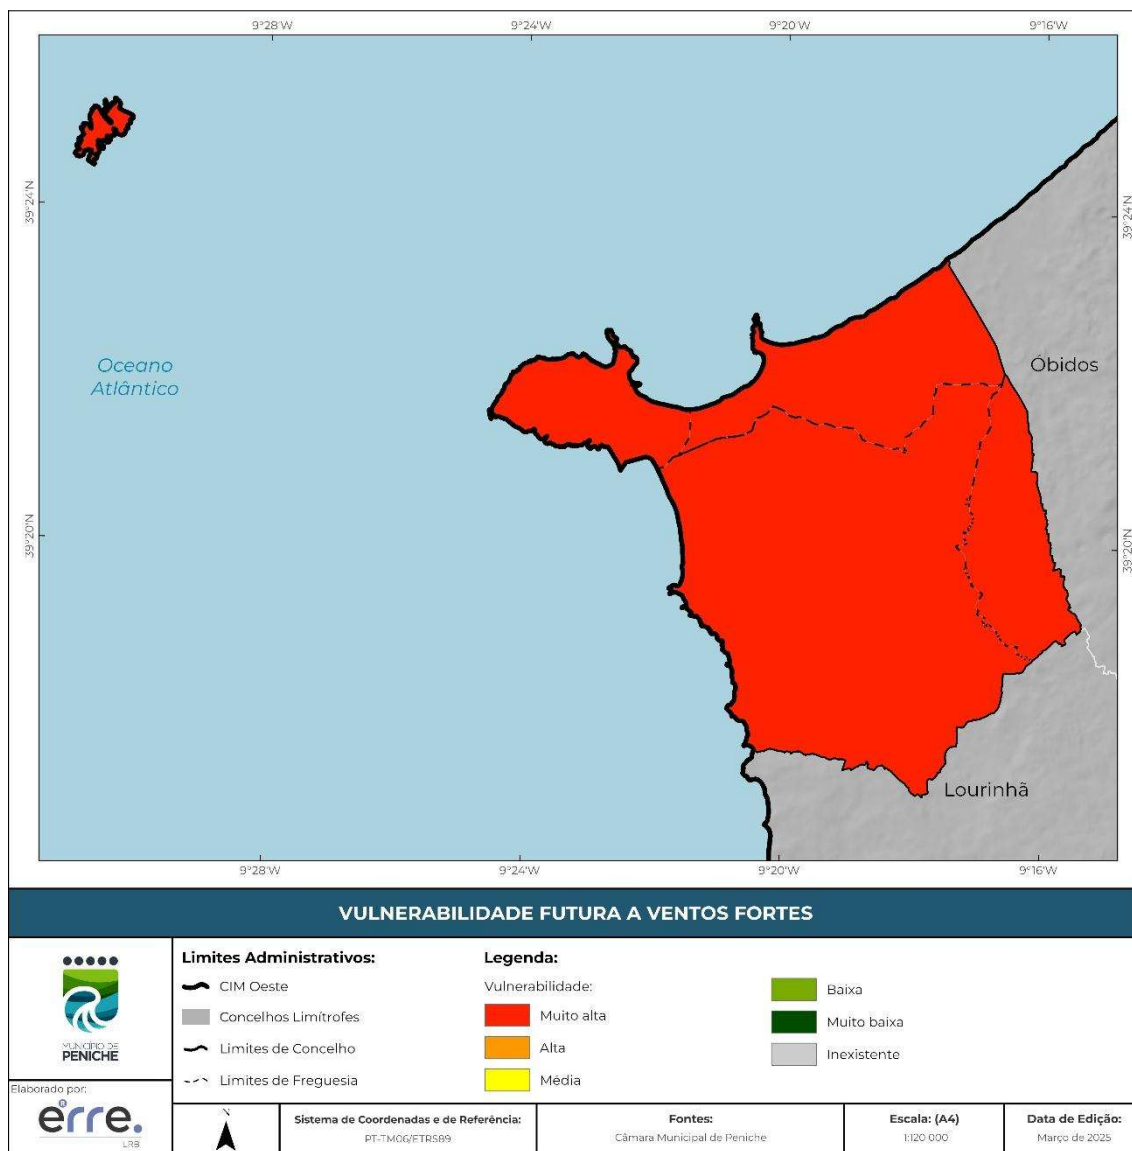 9°28'W 9°24'W 9°20'W 9°16'W
39°24'N 39°24'N
Oceano
Atlântico
Óbidos
39°20'N 39°20'N
Lourinhã
9°28'W 9°24'W 9°20'W 9°16'W
VULNERABILIDADE FUTURA A VENTOS FORTES
MUNICÍPIO DE
PENICHE
Limites Administrativos:
CIM Oeste
Concelhos Limítrofes
Limites de Concelho
Limites de Freguesia
Legenda:
Vulnerabilidade:
Muito alta
Alta
Média
Baixa
Muito baixa
Inexistente
Elaborado por:
erre.
LRB
N
Sistema de Coordenadas e de Referência:
PT-TM06/ETRS89
Fontes:
Câmara Municipal de Peniche
Escala: (A4)
1:120 000
Data de Edição:
Março de 2025